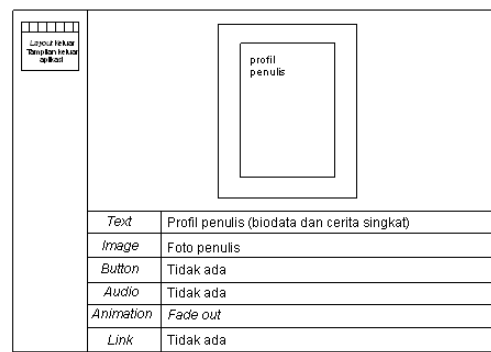 Layout keluar
Tampilan keluar
aplikasi
profil
penulis
Text Profil penulis (biodata dan cerita singkat)
Image Foto penulis
Button Tidak ada
Audio Tidak ada
Animation Fade out
Link Tidak ada